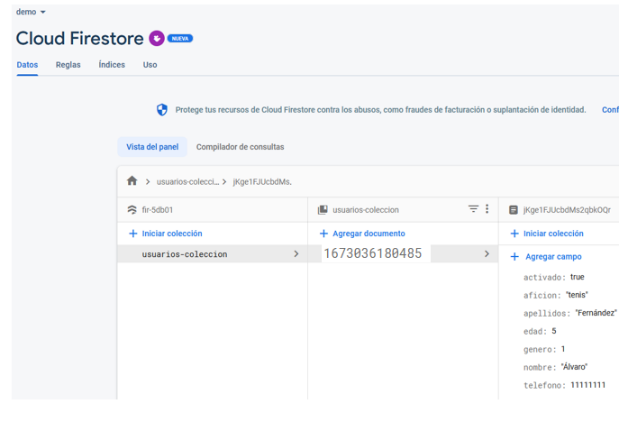 demo
Cloud Firestore NUEVA
Datos Reglas Índices Uso
Protege tus recursos de Cloud Firestore contra los abusos, como fraudes de facturación o suplantación de identidad. Conf
Vista del panel Compilador de consultas
usuarios-colecci... > jKge1FJUcbdMs.
fir-5db01
+ Iniciar colección
usuarios-coleccion >
usuarios-coleccion
+ Agregar documento
1673036180485 >
jKge1FJUcbdMs2qbkOQr
+ Iniciar colección
+ Agregar campo
activado: true
aficion: "tenis"
apellidos: "Fernández"
edad: 5
genero: 1
nombre: "Álvaro"
telefono: 11111111